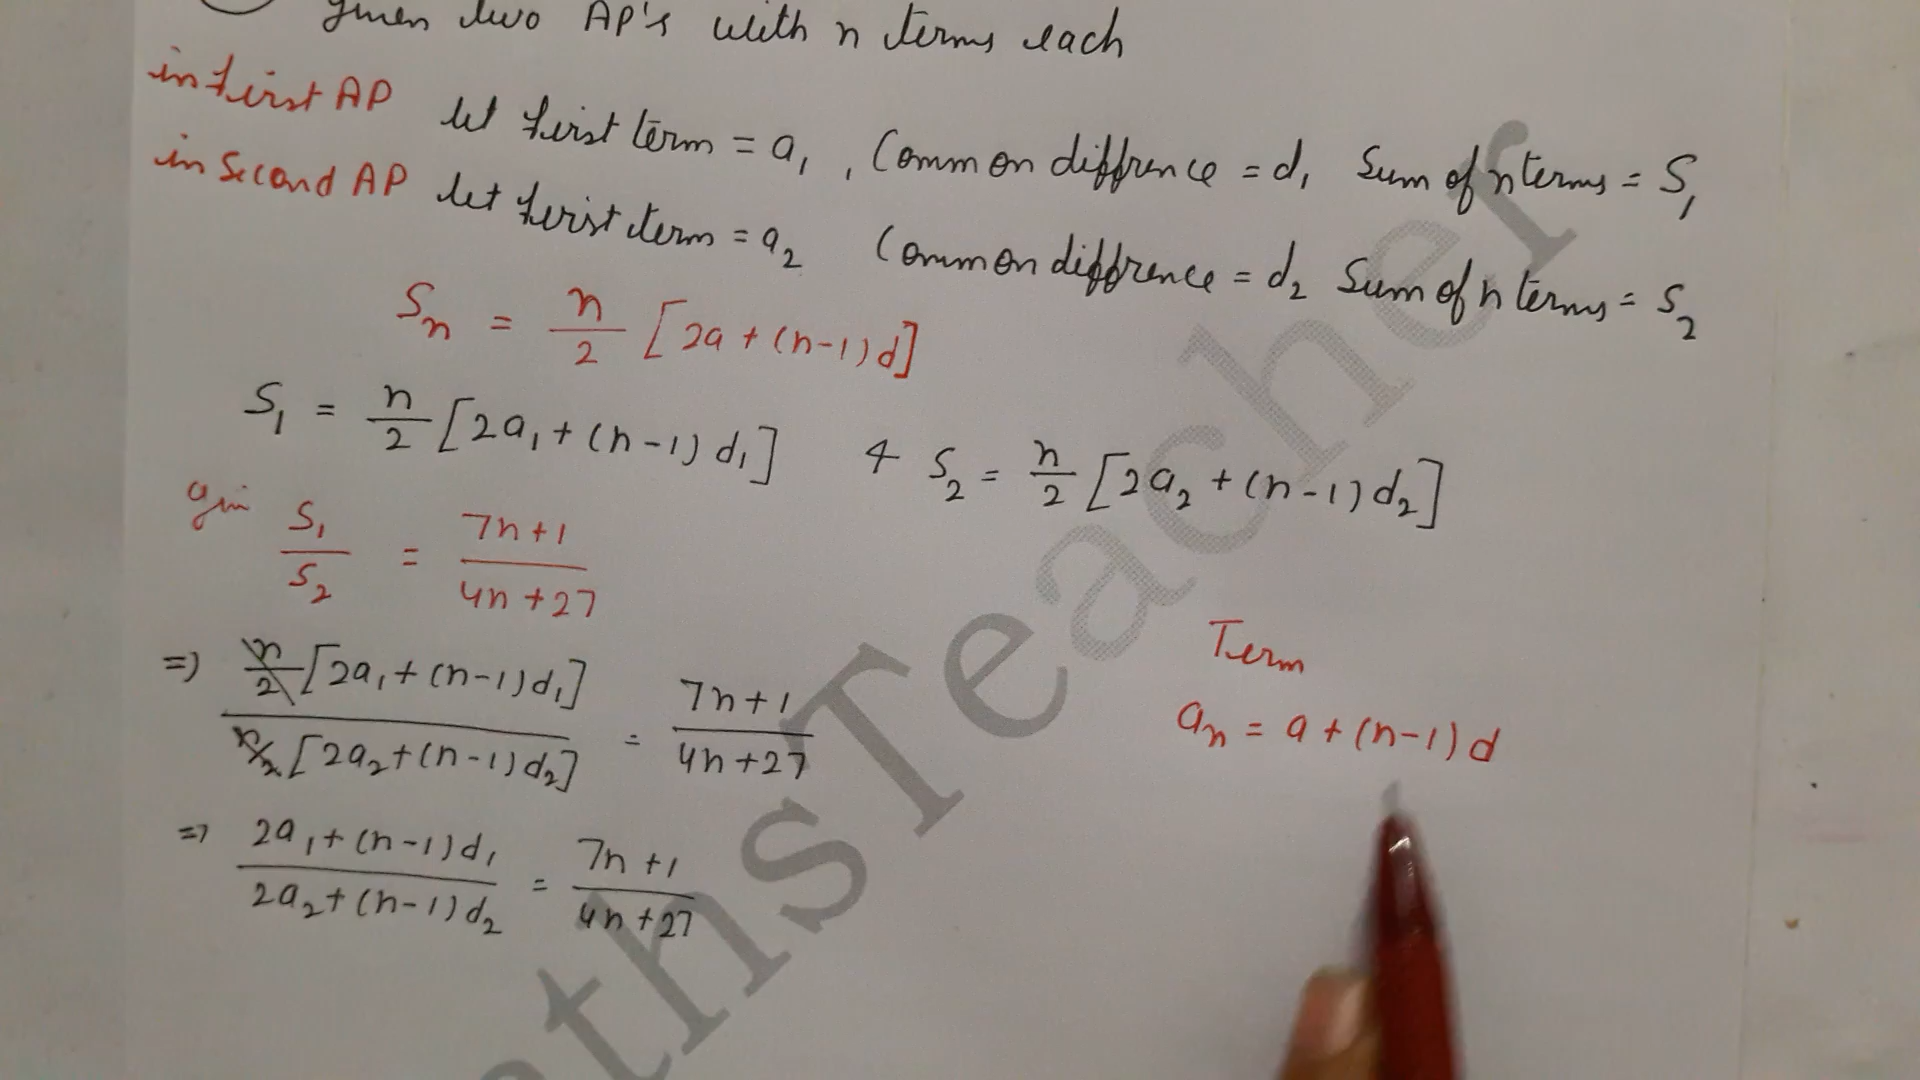 given two AP's with n terms each
in first AP let first term = a₁ , Common diffrence = d₁ Sum of n terms = S₁
in Second AP let first term = a₂ Common diffrence = d₂ Sum of n terms = S₂
Sₙ = n/2 [2a + (n-1)d]
S₁ = n/2 [2a₁ + (n-1)d₁] & S₂ = n/2 [2a₂ + (n-1)d₂]
S₁/S₂ = 7n+1/4n+27
=> n/2 [2a₁ + (n-1)d₁] / n/2 [2a₂ + (n-1)d₂] = 7n+1/4n+27
=> 2a₁ + (n-1)d₁ / 2a₂ + (n-1)d₂ = 7n+1/4n+27
Term
aₙ = a + (n-1)d
thsTeacher